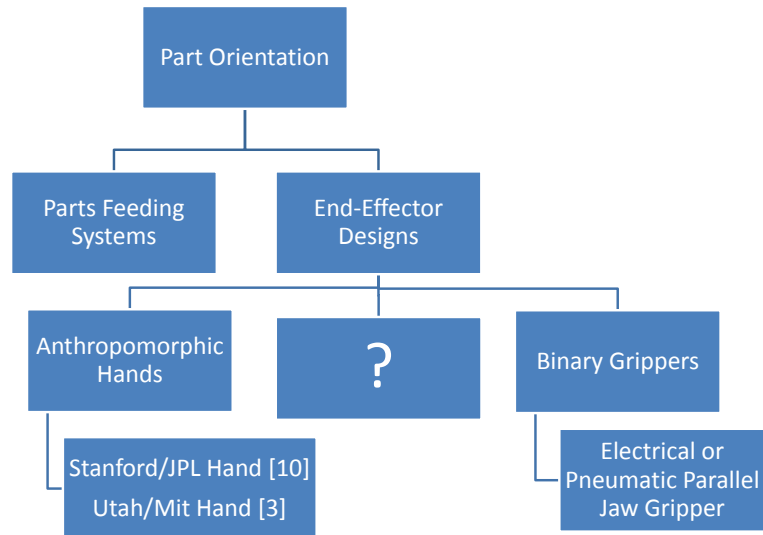 Part Orientation
Parts Feeding
Systems
End-Effector
Designs
Anthropomorphic
Hands
?
Binary Grippers
Stanford/JPL Hand [10]
Utah/Mit Hand [3]
Electrical or
Pneumatic Parallel
Jaw Gripper